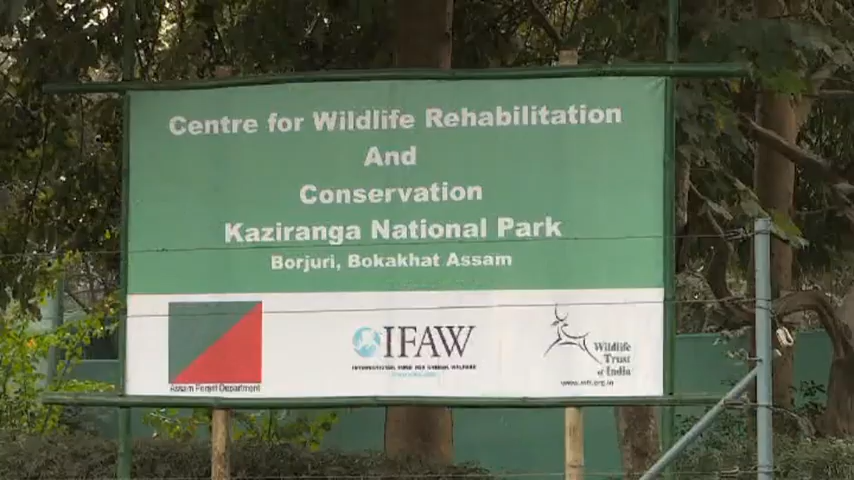 Centre for Wildlife Rehabilitation
And
Conservation
Kaziranga National Park
Borjuri, Bokakhat Assam
Assam Forest Department
IFAW
INTERNATIONAL FUND FOR ANIMAL WELFARE
Wildlife
Trust
of India
www.wti.org.in